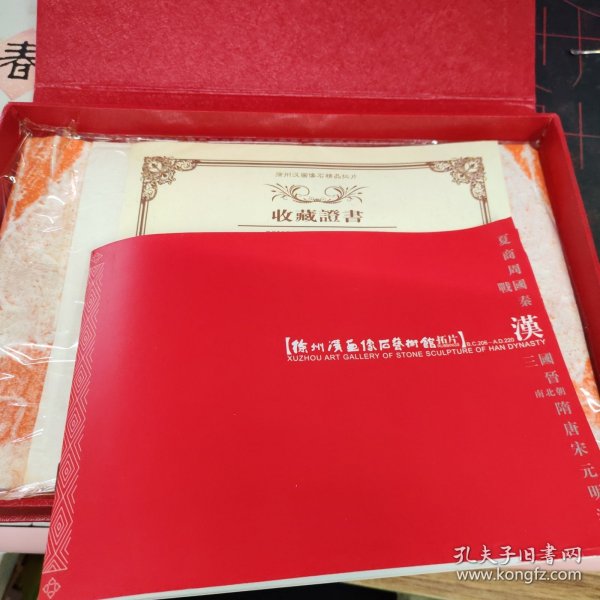 春
徐州汉画像石精品拓片
收藏證書
夏商周
戰國秦
漢
【徐州漢畫像石藝術館拓片】B.C.206-A.D.220
XUZHOU ART GALLERY OF STONE SCULPTURE OF HAN DYNASTY
三國晉
南北朝
隋唐宋元明
孔夫子旧书网
www.kongfz.com